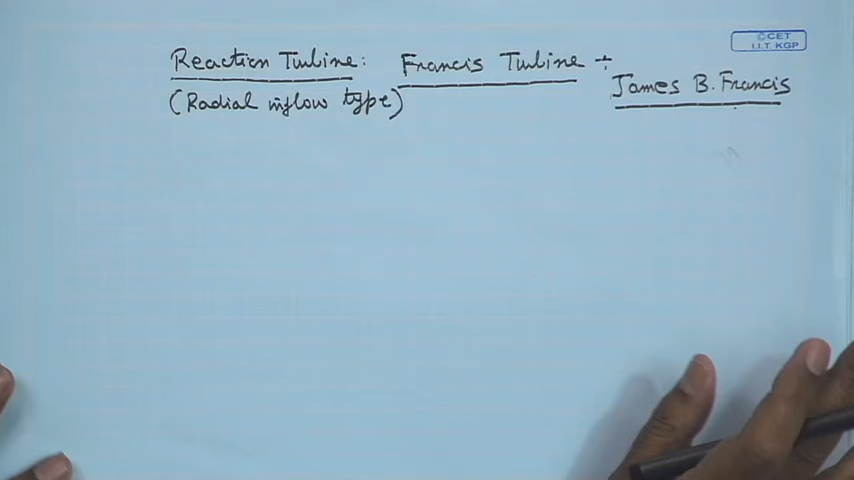 ©CET
I.I.T. KGP
Reaction Turbine: Francis Turbine ÷
James B. Francis
(Radial inflow type)